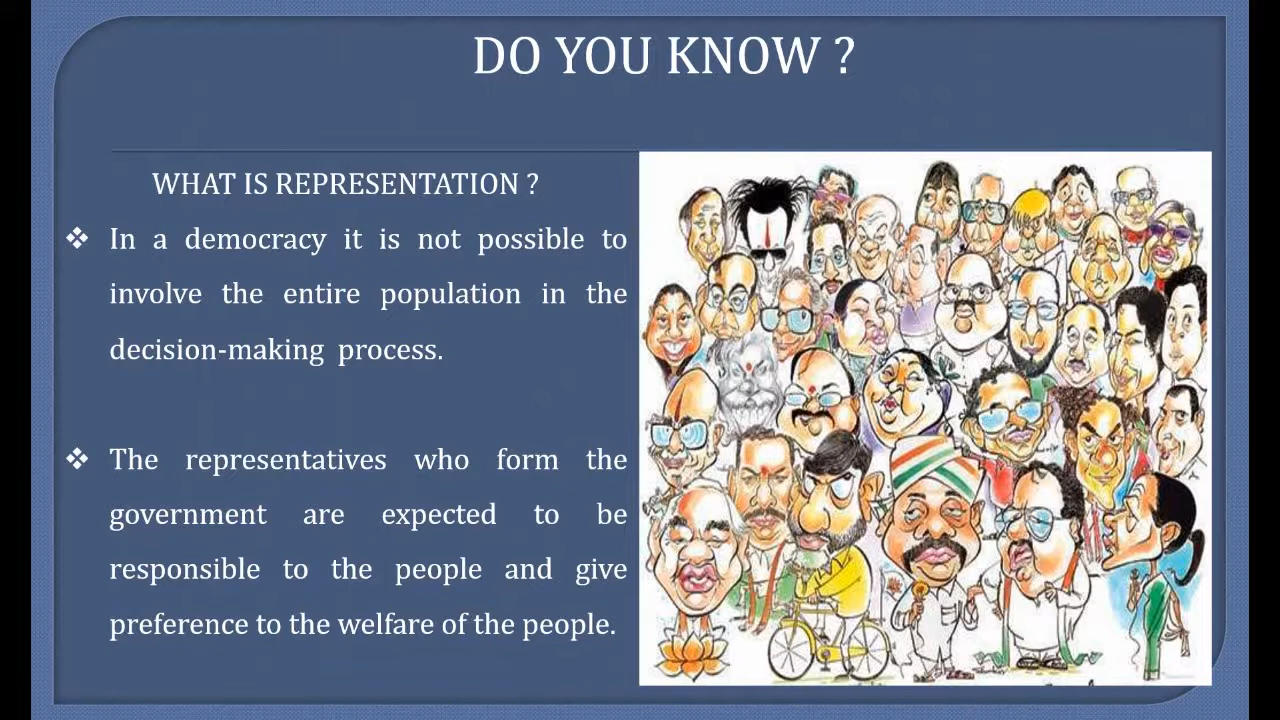 DO YOU KNOW ?
WHAT IS REPRESENTATION ?
❖ In a democracy it is not possible to
involve the entire population in the
decision-making process.
❖ The representatives who form the
government are expected to be
responsible to the people and give
preference to the welfare of the people.